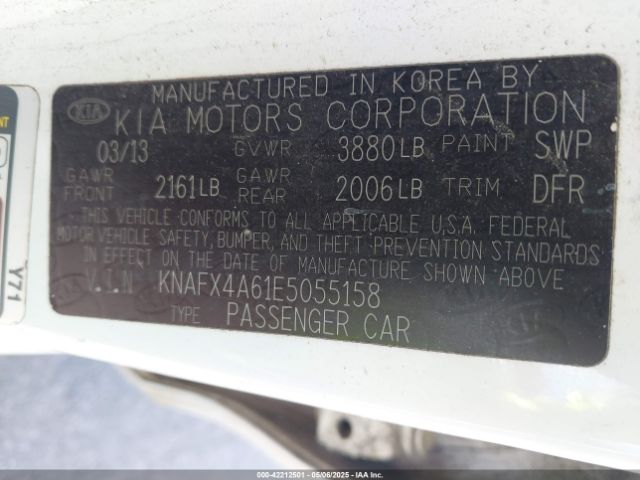 MANUFACTURED IN KOREA BY
KIA KIA MOTORS CORPORATION
03/13 GVWR 3880LB PAINT SWP
GAWR FRONT 2161LB GAWR REAR 2006LB TRIM DFR
THIS VEHICLE CONFORMS TO ALL APPLICABLE U.S.A. FEDERAL
MOTOR VEHICLE SAFETY, BUMPER, AND THEFT PREVENTION STANDARDS
IN EFFECT ON THE DATE OF MANUFACTURE SHOWN ABOVE
V.I.N KNAFX4A61E5055158
TYPE PASSENGER CAR
Y71
000-42212501 - 05/06/2025 - IAA, Inc.